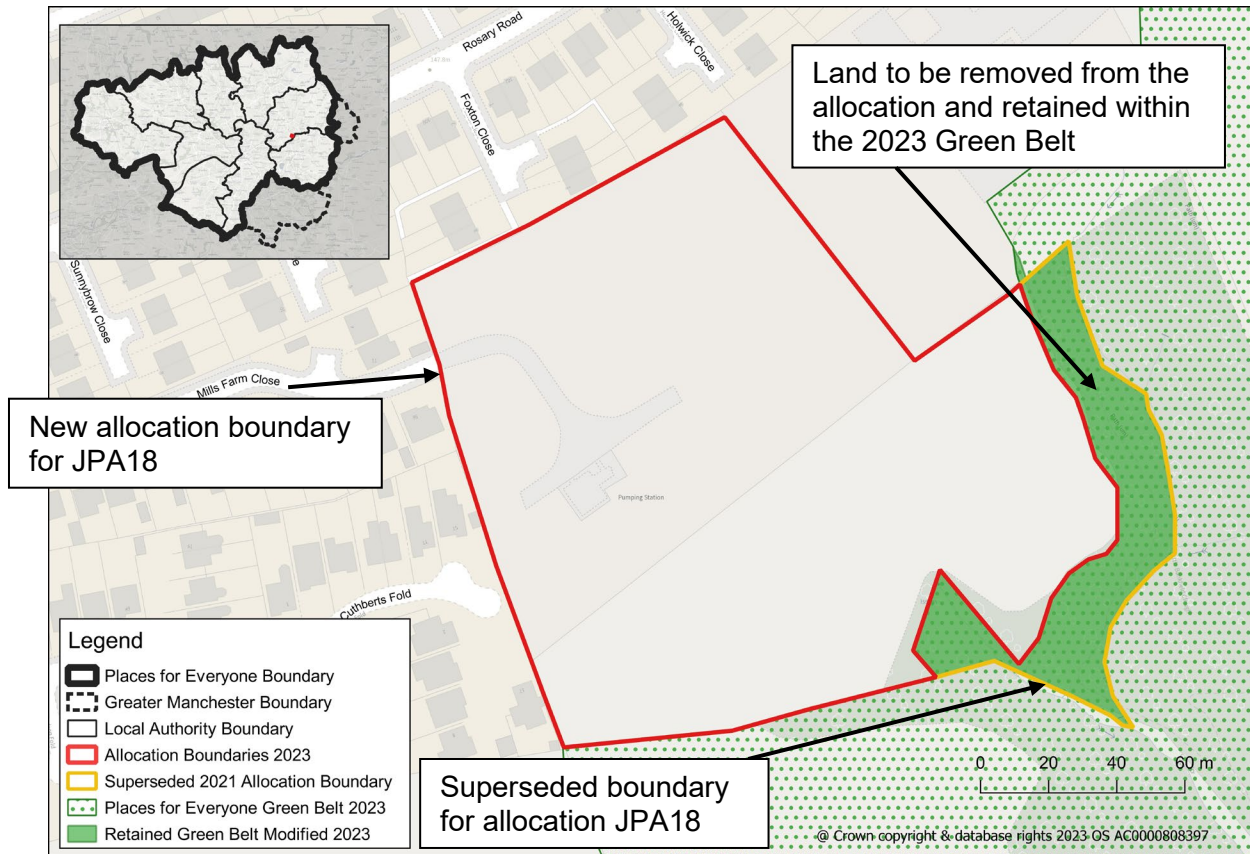 Rosary Road
Holwick Close
Foxton Close
Land to be removed from the
allocation and retained within
the 2023 Green Belt
Sunnybrow Close
Mills Farm Close
New allocation boundary
for JPA18
Pumping Station
Cuthberts Fold
Legend
Places for Everyone Boundary
Greater Manchester Boundary
Local Authority Boundary
Allocation Boundaries 2023
Superseded 2021 Allocation Boundary
Places for Everyone Green Belt 2023
Retained Green Belt Modified 2023
Superseded boundary
for allocation JPA18
0 20 40 60 m
@ Crown copyright & database rights 2023 OS AC0000808397